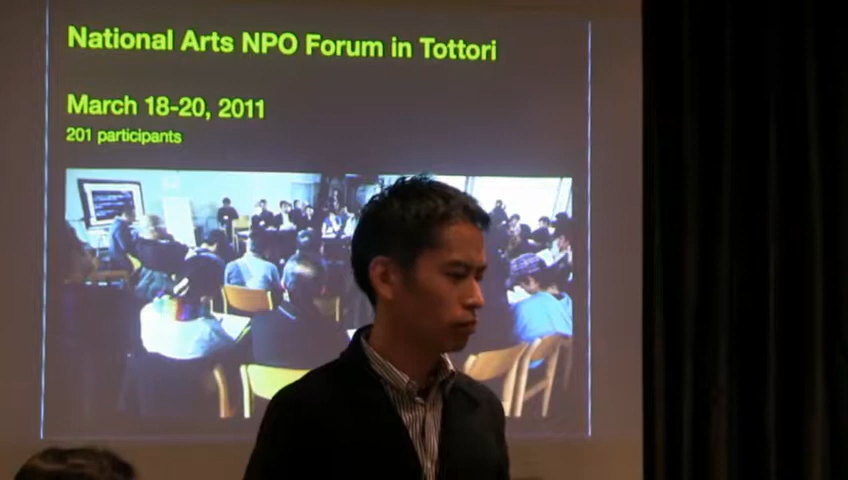 National Arts NPO Forum in Tottori
March 18-20, 2011
201 participants